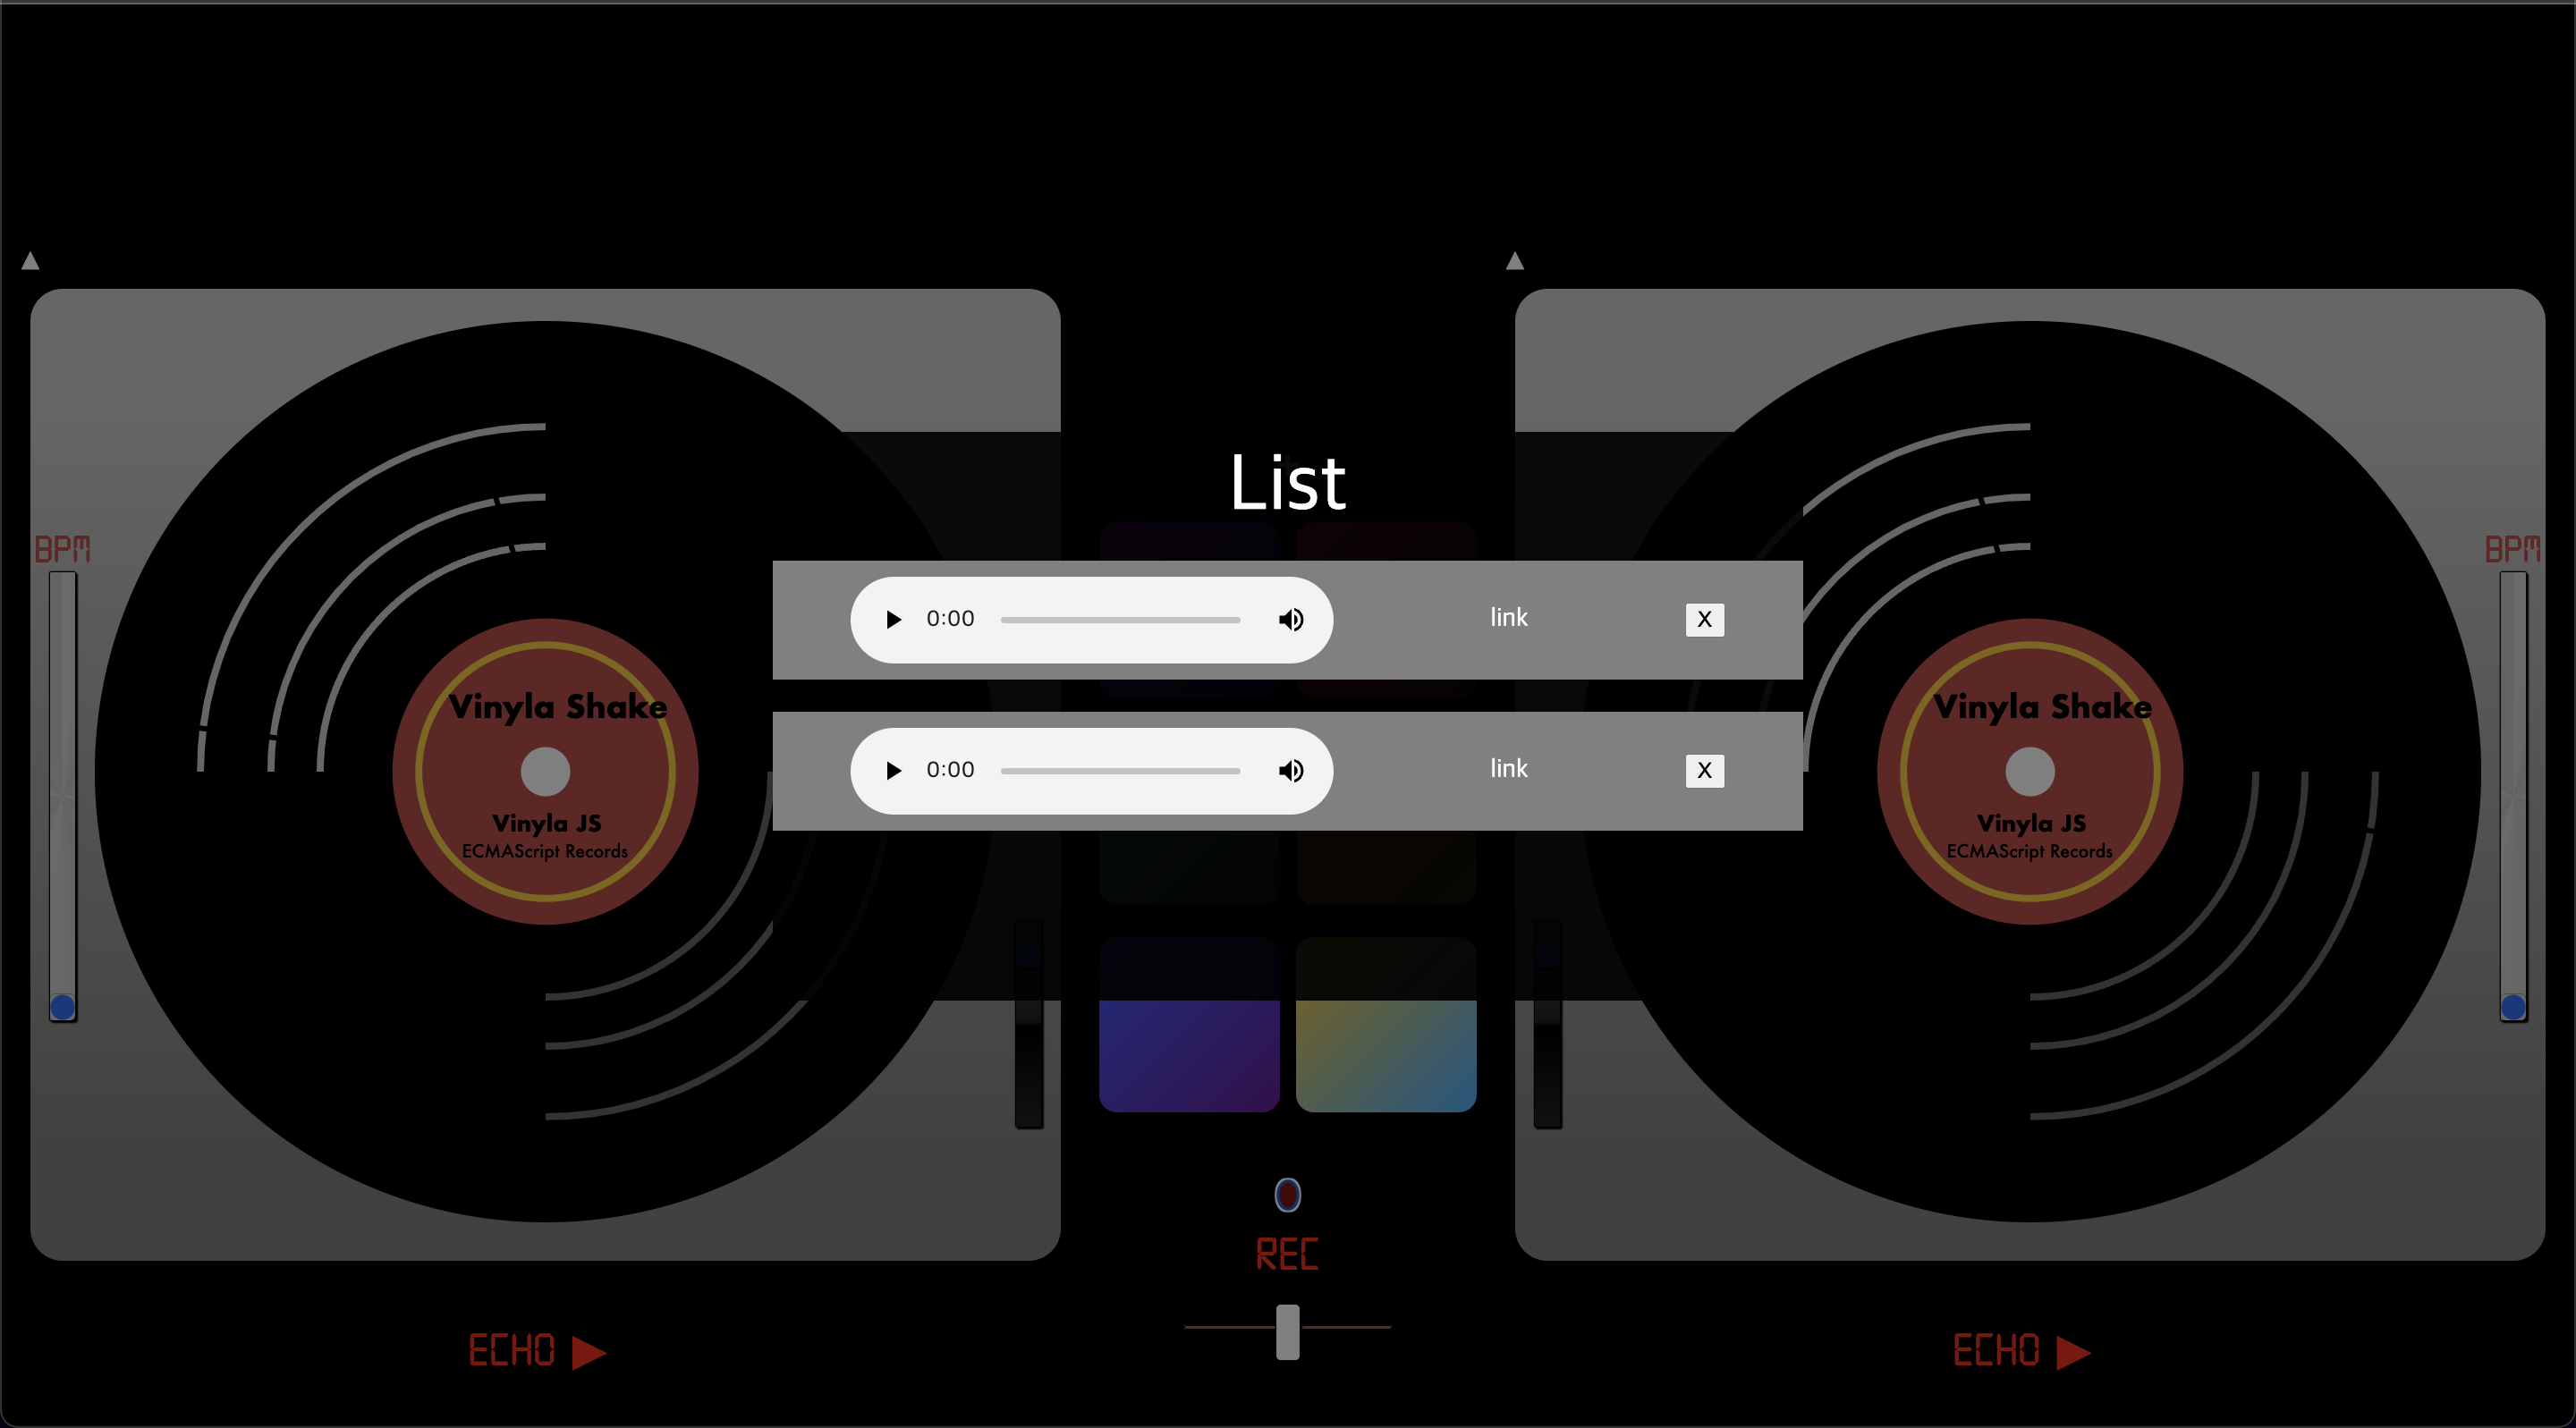 List
BPM
BPM
0:00 link X
Vinyla Shake
Vinyla Shake
0:00 link X
Vinyla JS
ECMAScript Records
Vinyla JS
ECMAScript Records
REC
ECHO
ECHO